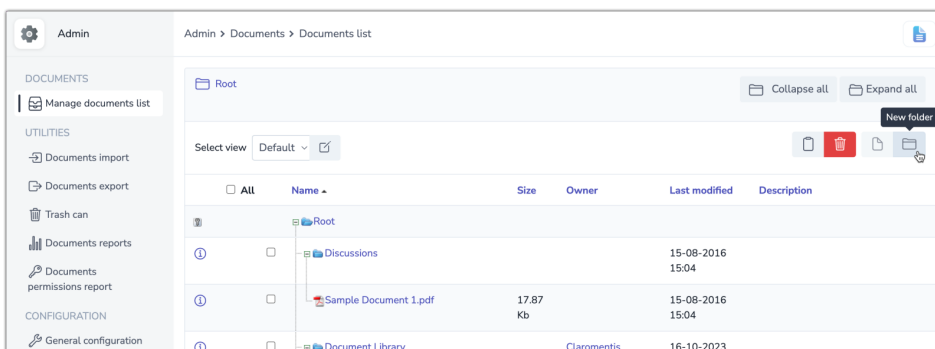 Admin
Admin > Documents > Documents list
DOCUMENTS
Manage documents list
UTILITIES
Documents import
Documents export
Trash can
Documents reports
Documents
permissions report
CONFIGURATION
General configuration
Root
Collapse all
Expand all
New folder
Select view
Default
All
Name
Size
Owner
Last modified
Description
Root
Discussions
15-08-2016
15:04
Sample Document 1.pdf
17.87
Kb
15-08-2016
15:04
Document Library
Claromentis
16-10-2023